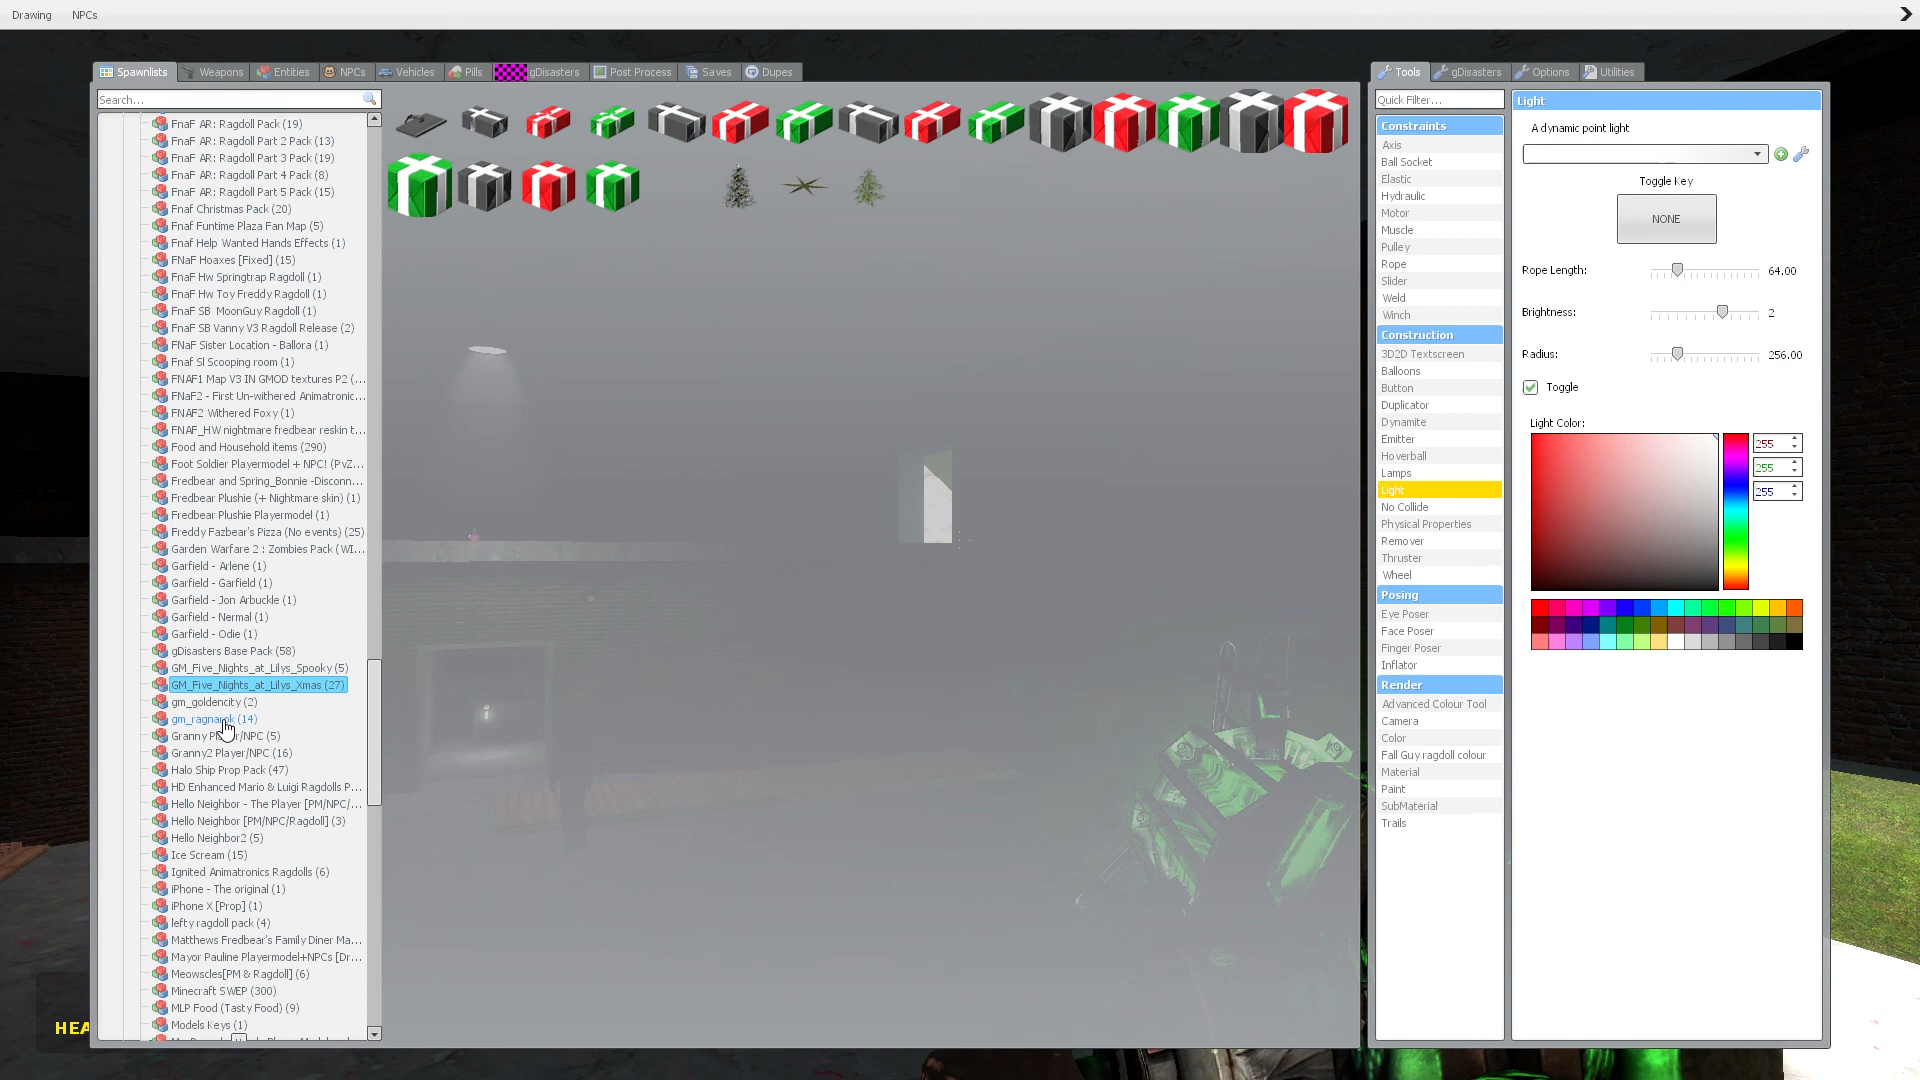 Drawing NPCs
Spawnlists Weapons Entities NPCs Vehicles Pills gDisasters Post Process Saves Dupes
Search...
FnaF AR: Ragdoll Pack (19)
FnaF AR: Ragdoll Part 2 Pack (13)
FnaF AR: Ragdoll Part 3 Pack (19)
FnaF AR: Ragdoll Part 4 Pack (8)
FnaF AR: Ragdoll Part 5 Pack (15)
Fnaf Christmas Pack (20)
Fnaf Funtime Plaza Fan Map (5)
Fnaf Help Wanted Hands Effects (1)
FNaF Hoaxes [Fixed] (15)
FnaF Hw Springtrap Ragdoll (1)
FnaF Hw Toy Freddy Ragdoll (1)
FnaF SB MoonGuy Ragdoll (1)
FnaF SB Vanny V3 Ragdoll Release (2)
FNaF Sister Location - Ballora (1)
Fnaf Sl Scooping room (1)
FNAF1 Map V3 IN GMOD textures P2 (...
FNaF2 - First Un-withered Animatronic...
FNAF2 Withered Foxy (1)
FNAF_HW nightmare fredbear reskin t...
Food and Household items (290)
Foot Soldier Playermodel + NPC! (PvZ...
Fredbear and Spring_Bonnie -Disconn...
Fredbear Plushie (+ Nightmare skin) (1)
Fredbear Plushie Playermodel (1)
Freddy Fazbear's Pizza (No events) (25)
Garden Warfare 2 : Zombies Pack (WI...
Garfield - Arlene (1)
Garfield - Garfield (1)
Garfield - Jon Arbuckle (1)
Garfield - Nermal (1)
Garfield - Odie (1)
gDisasters Base Pack (58)
GM_Five_Nights_at_Lilys_Spooky (5)
GM_Five_Nights_at_Lilys_Xmas (27)
gm_goldencity (2)
gm_ragnarok (14)
Granny Player/NPC (5)
Granny2 Player/NPC (16)
Halo Ship Prop Pack (47)
HD Enhanced Mario & Luigi Ragdolls P...
Hello Neighbor - The Player [PM/NPC/...
Hello Neighbor [PM/NPC/Ragdoll] (3)
Hello Neighbor2 (5)
Ice Scream (15)
Ignited Animatronics Ragdolls (6)
iPhone - The original (1)
iPhone X [Prop] (1)
lefty ragdoll pack (4)
Matthews Fredbear's Family Diner Ma...
Mayor Pauline Playermodel+NPCs [Dr...
Meowscles[PM & Ragdoll] (6)
Minecraft SWEP (300)
MLP Food (Tasty Food) (9)
Models Keys (1)
HEA
Tools gDisasters Options Utilities
Quick Filter...
Constraints
Axis
Ball Socket
Elastic
Hydraulic
Motor
Muscle
Pulley
Rope
Slider
Weld
Winch
Construction
3D2D Textscreen
Balloons
Button
Duplicator
Dynamite
Emitter
Hoverball
Lamps
Light
No Collide
Physical Properties
Remover
Thruster
Wheel
Posing
Eye Poser
Face Poser
Finger Poser
Inflator
Render
Advanced Colour Tool
Camera
Color
Fall Guy ragdoll colour
Material
Paint
SubMaterial
Trails
Light
A dynamic point light
Toggle Key
NONE
Rope Length: 64.00
Brightness: 2
Radius: 256.00
Toggle
Light Color:
255
255
255